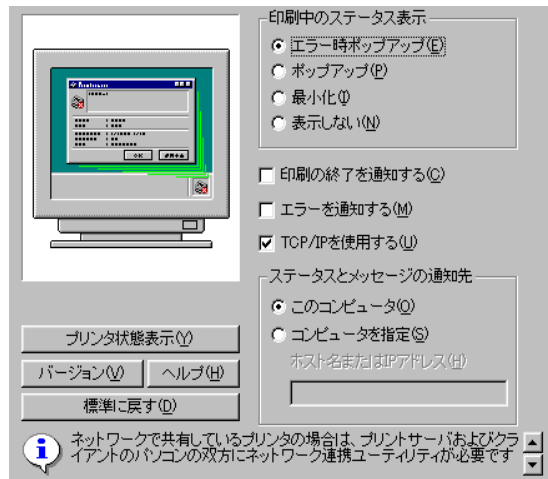 印刷中のステータス表示
エラー時ポップアップ(E)
ポップアップ(P)
最小化(I)
表示しない(N)
印刷の終了を通知する(C)
エラーを通知する(M)
TCP/IPを使用する(U)
ステータスとメッセージの通知先
このコンピュータ(O)
コンピュータを指定(S)
ホスト名またはIPアドレス(H)
プリンタ状態表示(Y)
バージョン(V)
ヘルプ(H)
標準に戻す(D)
ネットワークで共有しているプリンタの場合は、プリントサーバおよびクラ
イアントのパソコンの双方にネットワーク連携ユーティリティが必要です